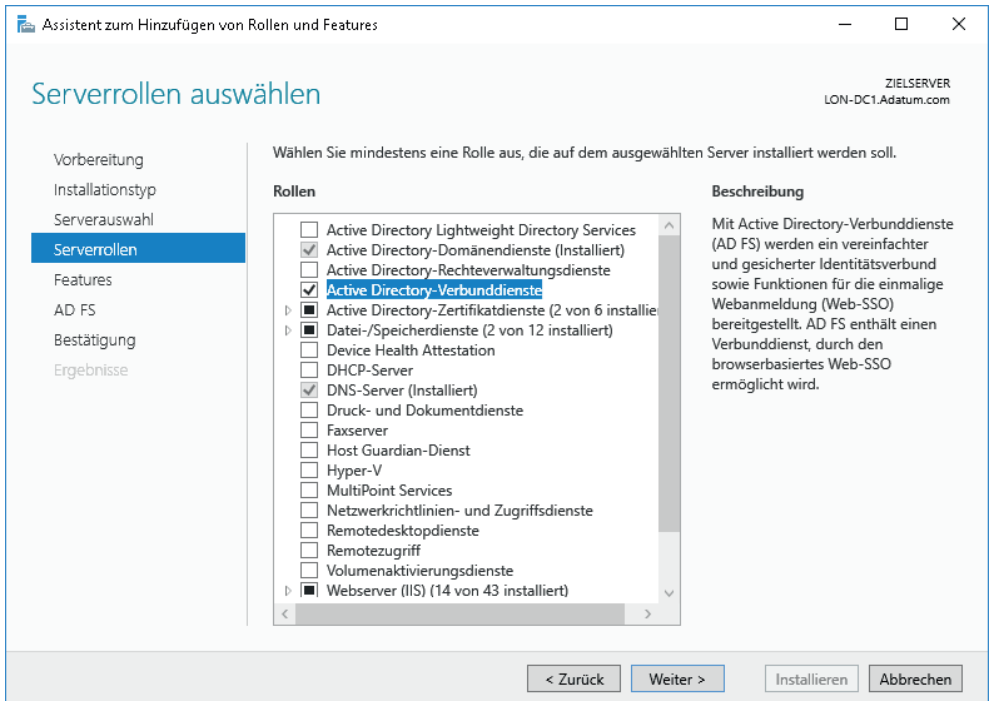 Assistent zum Hinzufügen von Rollen und Features
Serverrollen auswählen
ZIELSERVER
LON-DC1.Adatum.com
Vorbereitung
Installationstyp
Serverauswahl
Serverrollen
Features
AD FS
Bestätigung
Ergebnisse
Wählen Sie mindestens eine Rolle aus, die auf dem ausgewählten Server installiert werden soll.
Rollen
Active Directory Lightweight Directory Services
Active Directory-Domänendienste (Installiert)
Active Directory-Rechteverwaltungsdienste
Active Directory-Verbunddienste
Active Directory-Zertifikatdienste (2 von 6 installie
Datei-/Speicherdienste (2 von 12 installiert)
Device Health Attestation
DHCP-Server
DNS-Server (Installiert)
Druck- und Dokumentdienste
Faxserver
Host Guardian-Dienst
Hyper-V
MultiPoint Services
Netzwerkrichtlinien- und Zugriffsdienste
Remotedesktopdienste
Remotezugriff
Volumenaktivierungsdienste
Webserver (IIS) (14 von 43 installiert)
Beschreibung
Mit Active Directory-Verbunddienste
(AD FS) werden ein vereinfachter
und gesicherter Identitätsverbund
sowie Funktionen für die einmalige
Webanmeldung (Web-SSO)
bereitgestellt. AD FS enthält einen
Verbunddienst, durch den
browserbasiertes Web-SSO
ermöglicht wird.
< Zurück
Weiter >
Installieren
Abbrechen